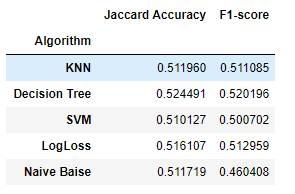 Jaccard Accuracy F1-score
Algorithm
KNN 0.511960 0.511085
Decision Tree 0.524491 0.520196
SVM 0.510127 0.500702
LogLoss 0.516107 0.512959
Naive Baise 0.511719 0.460408